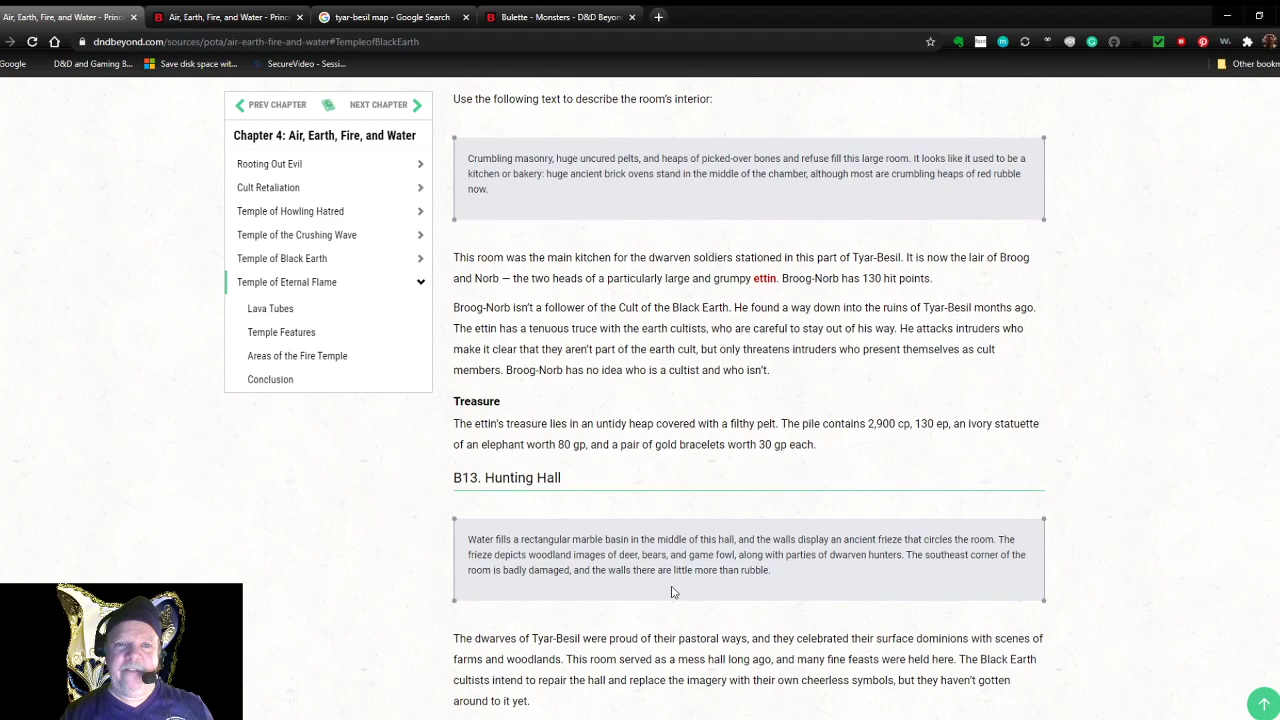 Air, Earth, Fire, and Water - Princ
Air, Earth, Fire, and Water - Princ
tyar-besil map - Google Search
Bulette - Monsters - D&D Beyon
dndbeyond.com/sources/pota/air-earth-fire-and-water#TempleofBlackEarth
Google
D&D and Gaming B...
Save disk space wit...
SecureVideo - Sessi...
Other bookm
PREV CHAPTER
NEXT CHAPTER
Chapter 4: Air, Earth, Fire, and Water
Rooting Out Evil
Cult Retaliation
Temple of Howling Hatred
Temple of the Crushing Wave
Temple of Black Earth
Temple of Eternal Flame
Lava Tubes
Temple Features
Areas of the Fire Temple
Conclusion
Use the following text to describe the room's interior:
Crumbling masonry, huge uncured pelts, and heaps of picked-over bones and refuse fill this large room. It looks like it used to be a
kitchen or bakery: huge ancient brick ovens stand in the middle of the chamber, although most are crumbling heaps of red rubble
now.
This room was the main kitchen for the dwarven soldiers stationed in this part of Tyar-Besil. It is now the lair of Broog
and Norb — the two heads of a particularly large and grumpy ettin. Broog-Norb has 130 hit points.
Broog-Norb isn't a follower of the Cult of the Black Earth. He found a way down into the ruins of Tyar-Besil months ago.
The ettin has a tenuous truce with the earth cultists, who are careful to stay out of his way. He attacks intruders who
make it clear that they aren't part of the earth cult, but only threatens intruders who present themselves as cult
members. Broog-Norb has no idea who is a cultist and who isn't.
Treasure
The ettin's treasure lies in an untidy heap covered with a filthy pelt. The pile contains 2,900 cp, 130 ep, an ivory statuette
of an elephant worth 80 gp, and a pair of gold bracelets worth 30 gp each.
B13. Hunting Hall
Water fills a rectangular marble basin in the middle of this hall, and the walls display an ancient frieze that circles the room. The
frieze depicts woodland images of deer, bears, and game fowl, along with parties of dwarven hunters. The southeast corner of the
room is badly damaged, and the walls there are little more than rubble.
The dwarves of Tyar-Besil were proud of their pastoral ways, and they celebrated their surface dominions with scenes of
farms and woodlands. This room served as a mess hall long ago, and many fine feasts were held here. The Black Earth
cultists intend to repair the hall and replace the imagery with their own cheerless symbols, but they haven't gotten
around to it yet.